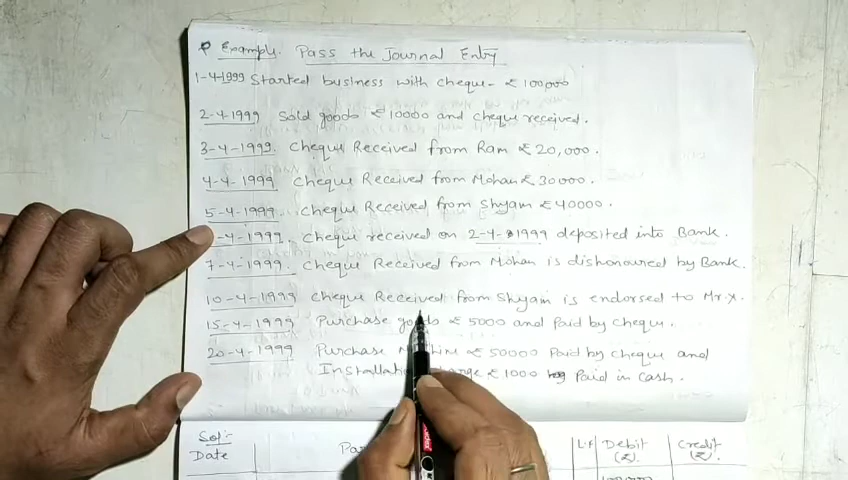 Example. Pass the Journal Entry
1-4-1999 Started business with cheque- ₹ 100,000
2-4-1999 Sold goods ₹ 10000 and cheque received.
3-4-1999. Cheque Received from Ram ₹ 20,000.
4-4-1999 Cheque Received from Mohan ₹ 30000.
5-4-1999 Cheque Received from Shyam ₹ 40000.
-4-1999. Cheque received on 2-4-1999 deposited into Bank.
7-4-1999. Cheque Received from Mohan is dishonoured by Bank.
10-4-1999 Cheque Received from Shyam is endorsed to Mr. X.
15-4-1999 Purchase goods ₹ 5000 and Paid by cheque.
20-4-1999 Purchase ₹ 50000 Paid by cheque and
₹ 1000 Paid in cash.
Sol:-
Date L.F Debit (₹) Credit (₹)